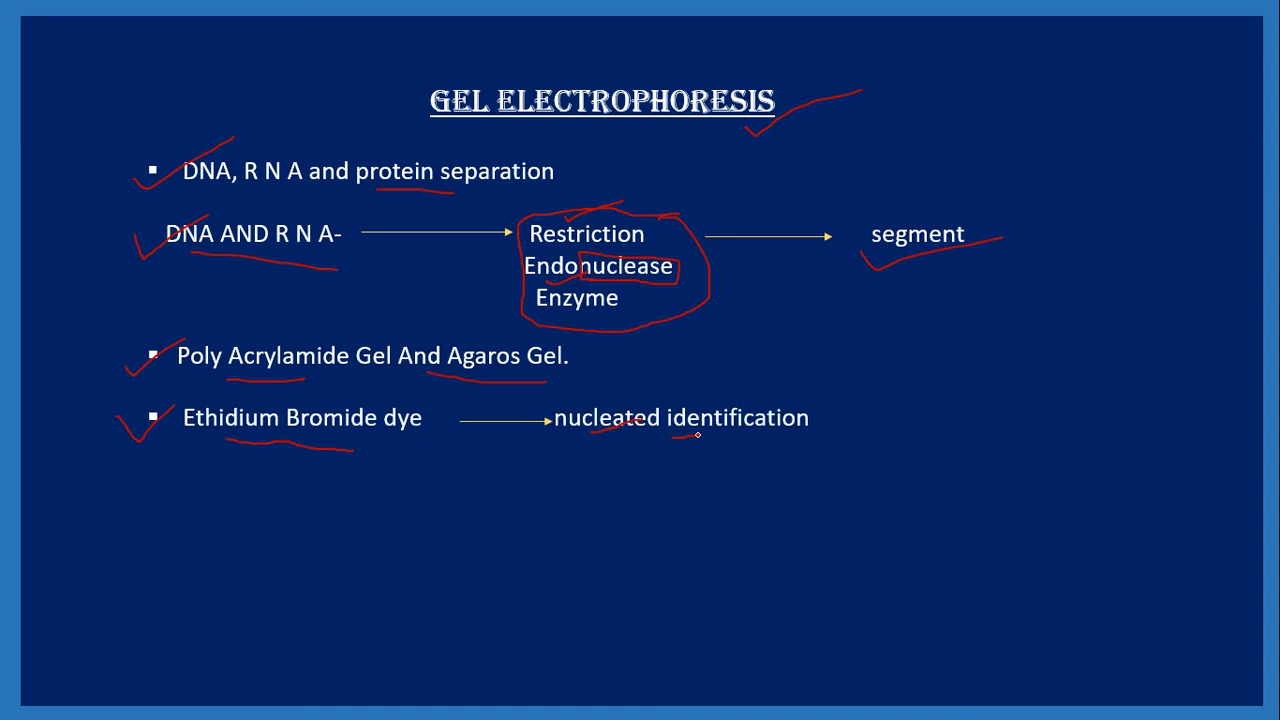 GEL ELECTROPHORESIS
▪ DNA, R N A and protein separation
DNA AND R N A- → Restriction → segment
Endonuclease
Enzyme
▪ Poly Acrylamide Gel And Agaros Gel.
▪ Ethidium Bromide dye → nucleated identification